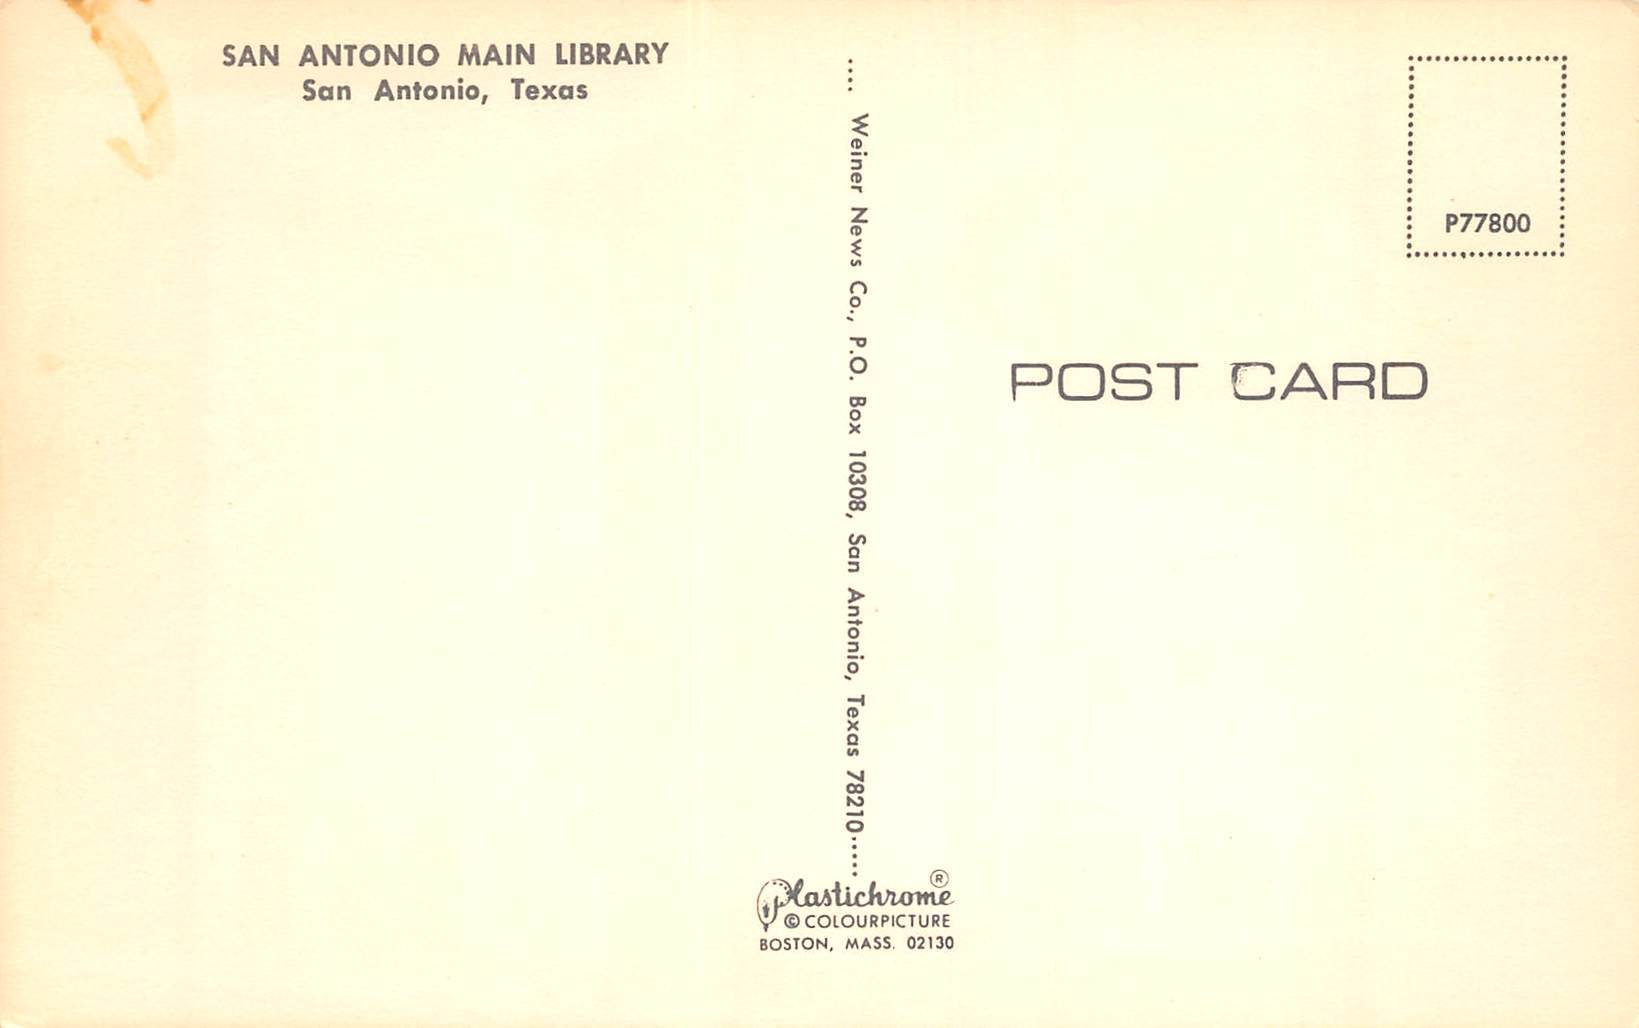 SAN ANTONIO MAIN LIBRARY
San Antonio, Texas
Weiner News Co., P.O. Box 10308, San Antonio, Texas 78210
P77800
POST CARD
Plastichrome ®
© COLOURPICTURE
BOSTON, MASS. 02130